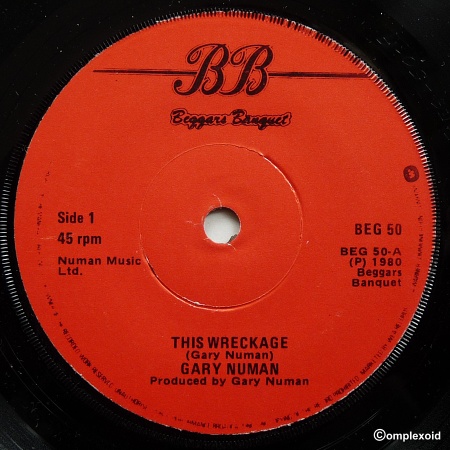 BB
Beggars Banquet
Side 1
45 rpm
Numan Music
Ltd.
BEG 50
BEG 50-A
(P) 1980
Beggars
Banquet
THIS WRECKAGE
(Gary Numan)
GARY NUMAN
Produced by Gary Numan
©omplexoid